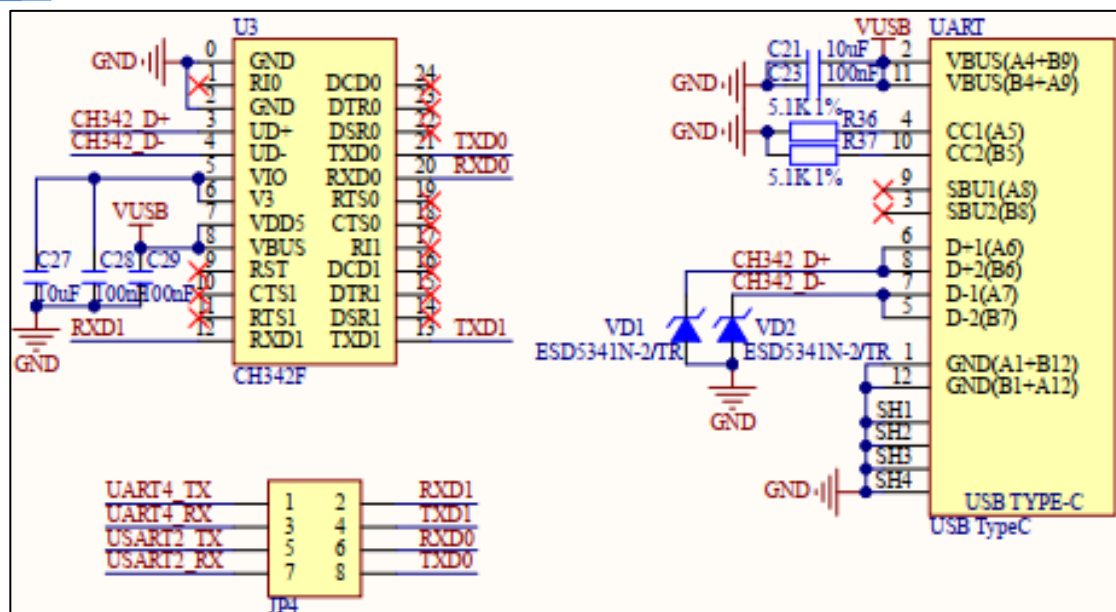 U3
GND
0 GND
1 RI0 DCD0 24
2 GND DTR0 23
CH342_D+ 3 UD+ DSR0 22
CH342_D- 4 UD- TXD0 21 TXD0
5 VIO RXD0 20 RXD0
6 V3 RTS0 19
7 VDD5 CTS0 18
VUSB 8 VBUS RI1 17
9 RST DCD1 16
10 CTS1 DTR1 15
11 RTS1 DSR1 14
RXD1 12 RXD1 TXD1 13 TXD1
CH342F
C27 C28 C29
10uF 100nF 100nF
GND
UART4_TX 1 2 RXD1
UART4_RX 3 4 TXD1
USART2_TX 5 6 RXD0
USART2_RX 7 8 TXD0
JP4
VUSB UART
C21 10uF 2 VBUS(A4+B9)
GND C23 100nF 11 VBUS(B4+A9)
5.1K 1% R36 4 CC1(A5)
GND R37 10 CC2(B5)
5.1K 1%
9 SBU1(A8)
3 SBU2(B8)
6 D+1(A6)
CH342_D+ 8 D+2(B6)
CH342_D- 7 D-1(A7)
5 D-2(B7)
VD1 VD2
ESD5341N-2/TR ESD5341N-2/TR
1 GND(A1+B12)
12 GND(B1+A12)
GND
SH1
SH2
SH3
GND SH4
USB TYPE-C
USB TypeC